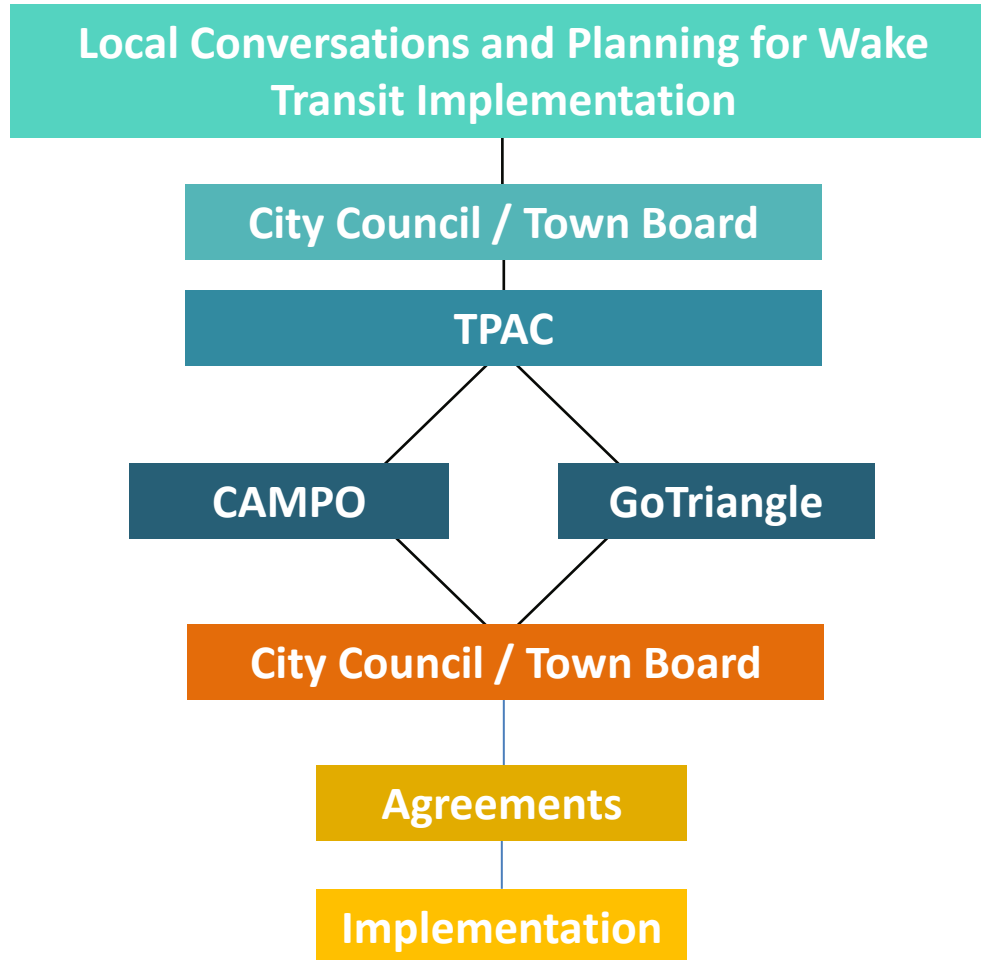 Local Conversations and Planning for Wake
Transit Implementation
City Council / Town Board
TPAC
CAMPO
GoTriangle
City Council / Town Board
Agreements
Implementation